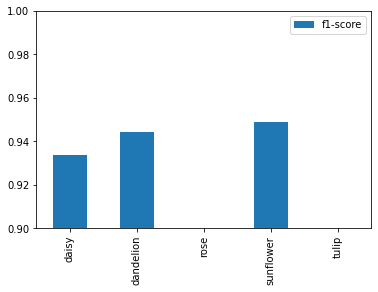 1.00
0.98
0.96
0.94
0.92
0.90
f1-score
daisy
dandelion
rose
sunflower
tulip